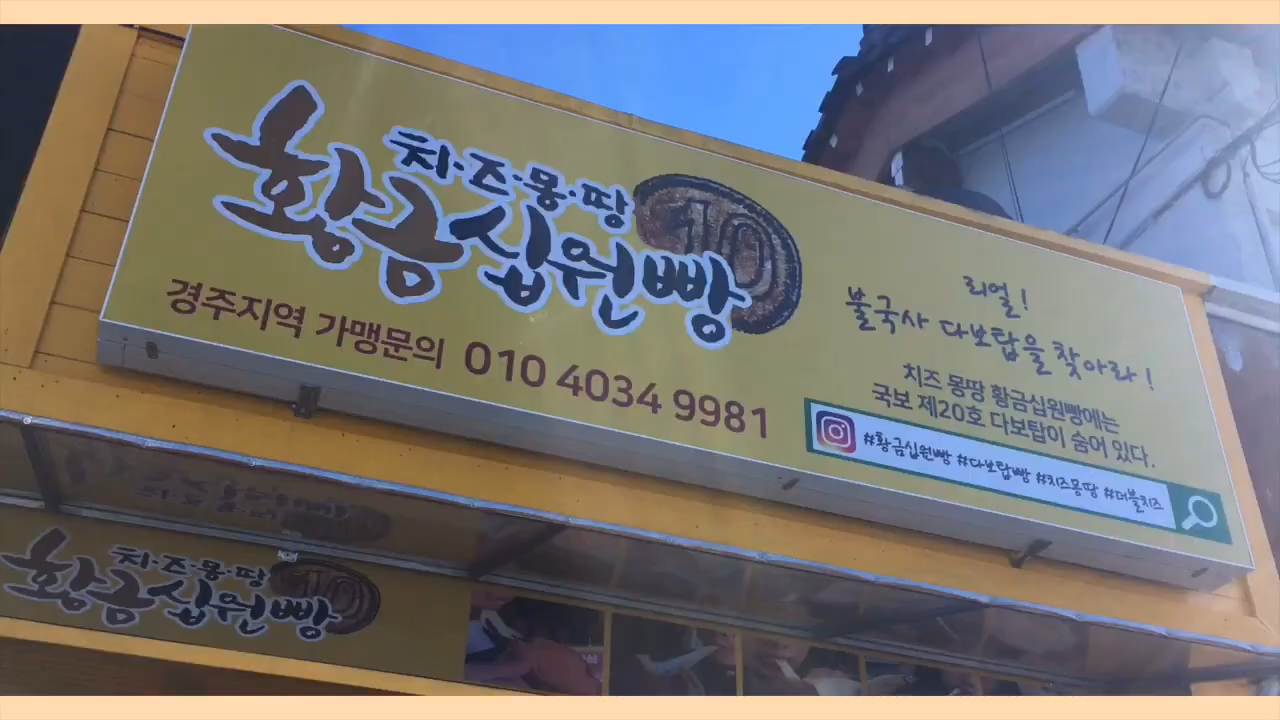 치·즈·몽·땅
황금십원빵
10
경주지역 가맹문의 010 4034 9981
리얼!
불국사 다보탑을 찾아라!
치즈 몽땅 황금십원빵에는
국보 제20호 다보탑이 숨어 있다.
#황금십원빵 #다보탑빵 #치즈몽땅 #더블치즈
치·즈·몽·땅
황금십원빵
10